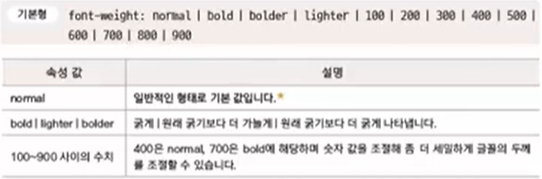 기본형 font-weight: normal | bold | bolder | lighter | 100 | 200 | 300 | 400 | 500 |
600 | 700 | 800 | 900
속성 값 설명
normal 일반적인 형태로 기본 값입니다.*
bold | lighter | bolder 굵게 | 원래 굵기보다 더 가늘게 | 원래 굵기보다 더 굵게 나타냅니다.
100~900 사이의 수치 400은 normal, 700은 bold에 해당하며 숫자 값을 조절해 좀 더 세밀하게 글꼴의 두께
를 조절할 수 있습니다.